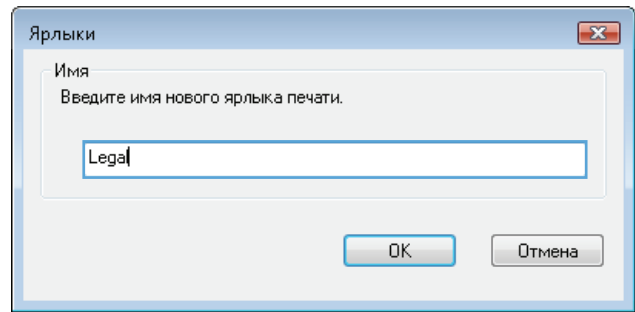 Ярлыки
Имя
Введите имя нового ярлыка печати.
Legal
OK
Отмена